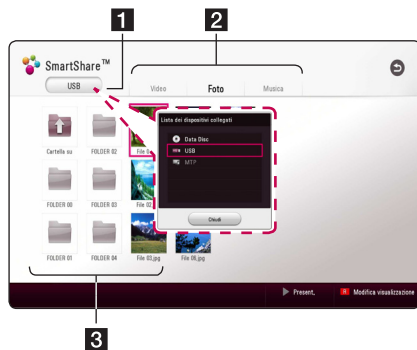 1
2
SmartShare™
USB
Video
Foto
Musica
Lista dei dispositivi collegati
Data Disc
USB
MTP
Chiudi
Cartella su
FOLDER 02
FOLDER 00
FOLDER 03
File 02
FOLDER 01
FOLDER 04
File 03.jpg
File 06.jpg
Present.
R Modifica visualizzazione
3